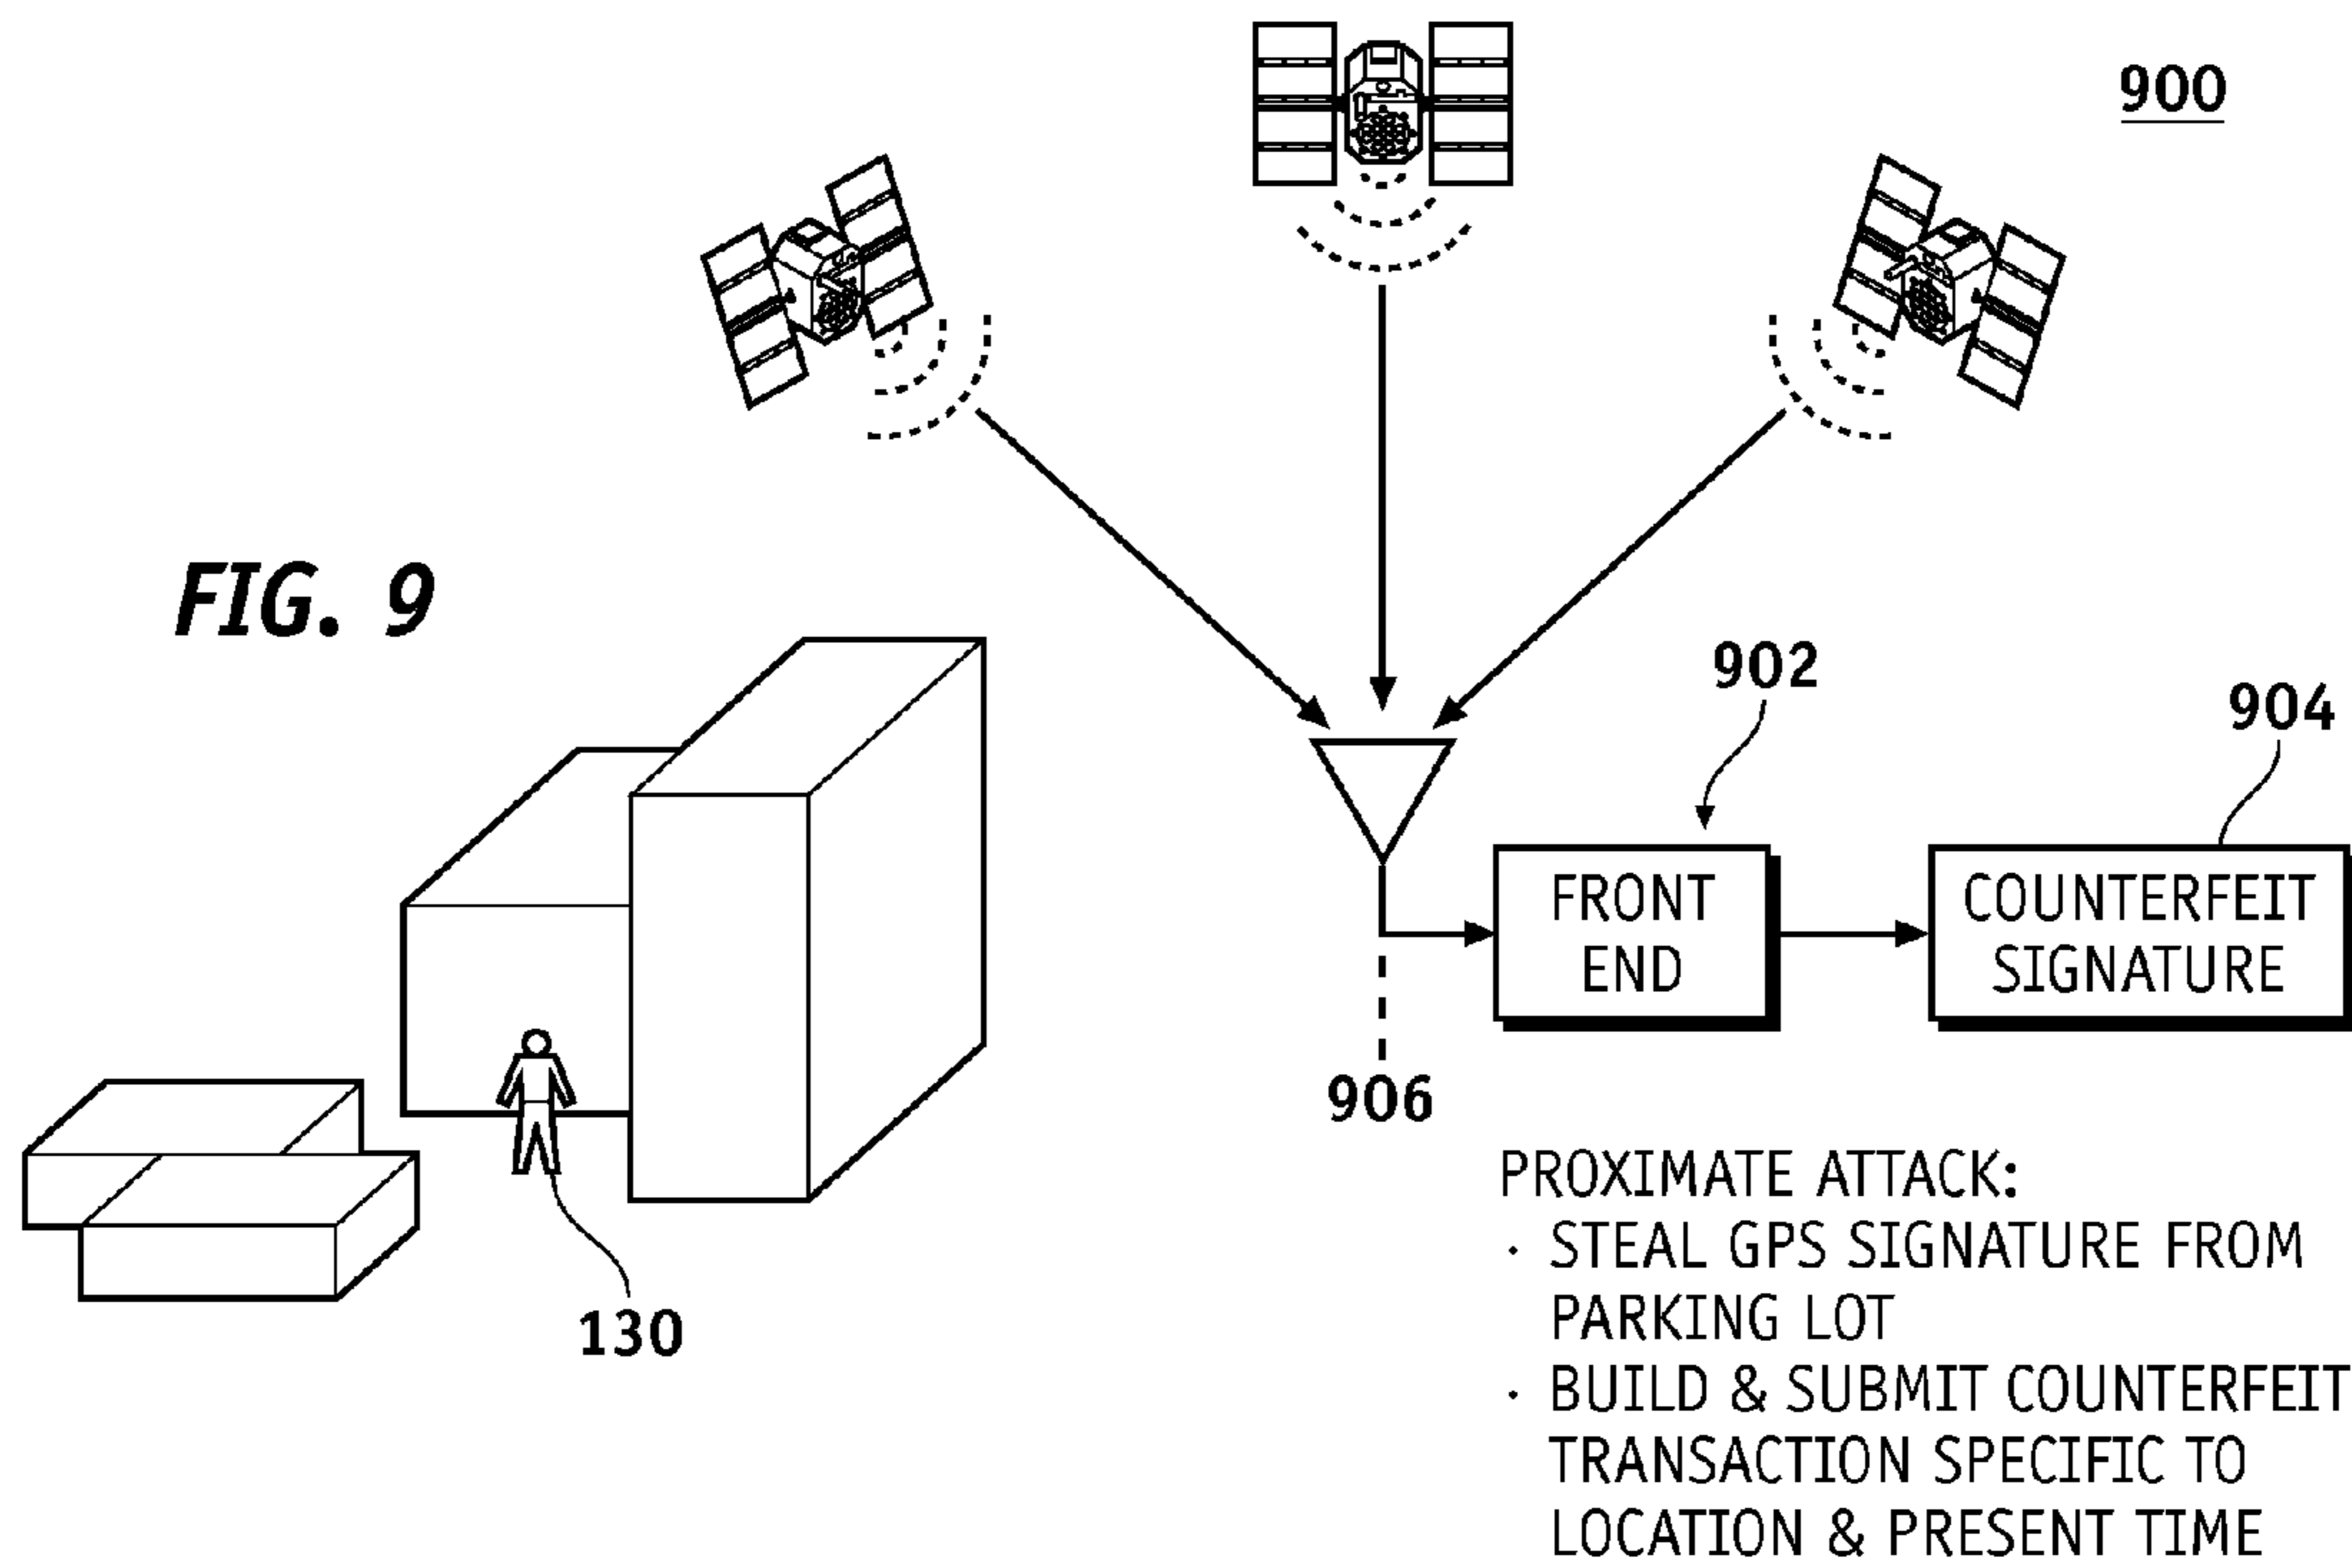 900
FIG. 9
902
904
FRONT
END
COUNTERFEIT
SIGNATURE
906
130
PROXIMATE ATTACK:
· STEAL GPS SIGNATURE FROM
PARKING LOT
· BUILD & SUBMIT COUNTERFEIT
TRANSACTION SPECIFIC TO
LOCATION & PRESENT TIME